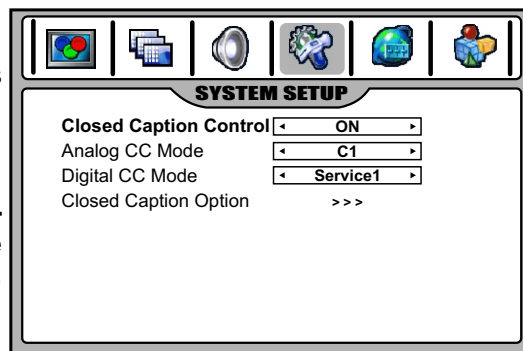 SYSTEM SETUP
Closed Caption Control ◂ ON ▸
Analog CC Mode ◂ C1 ▸
Digital CC Mode ◂ Service1 ▸
Closed Caption Option >>>